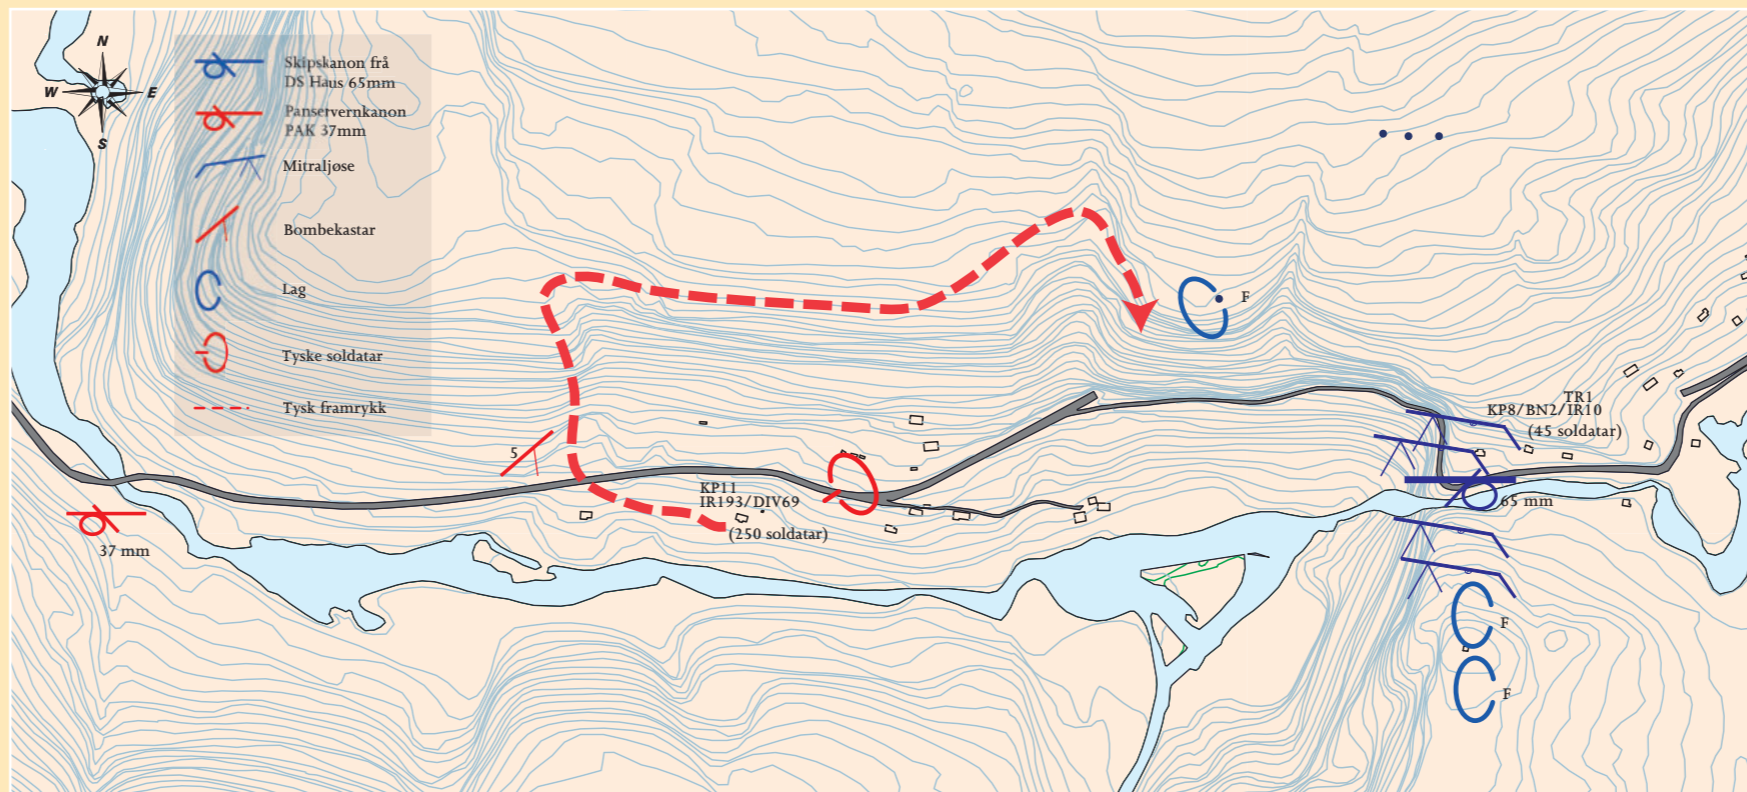 N
W E
S
Skipskanon frå
DS Haus 65mm
Panservernkanon
PAK 37mm
Mitraljøse
Bombekastar
Lag
Tyske soldatar
Tysk framrykk
F
TR1
KP8/BN2/IR10
(45 soldatar)
5
KP11
IR193/DIV69
(250 soldatar)
65 mm
37 mm
F
F